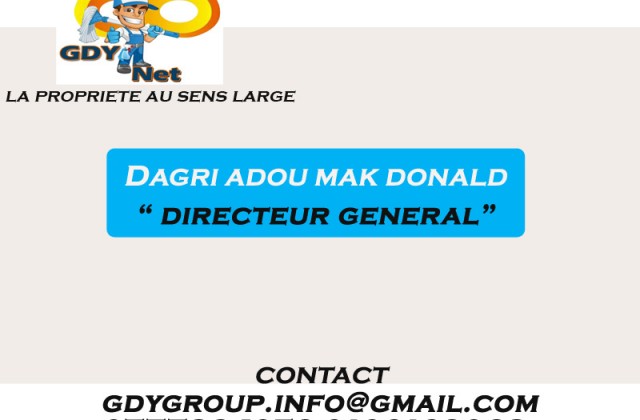 GDY
Net
LA PROPRIETE AU SENS LARGE
DAGRI ADOU MAK DONALD
“ DIRECTEUR GENERAL”
CONTACT
GDYGROUP.INFO@GMAIL.COM